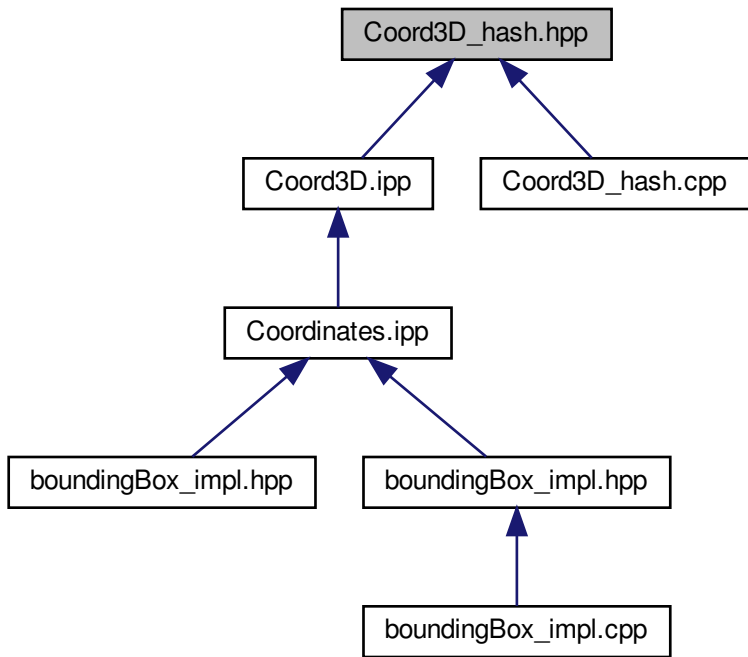 Coord3D_hash.hpp
Coord3D.ipp
Coord3D_hash.cpp
Coordinates.ipp
boundingBox_impl.hpp
boundingBox_impl.hpp
boundingBox_impl.cpp